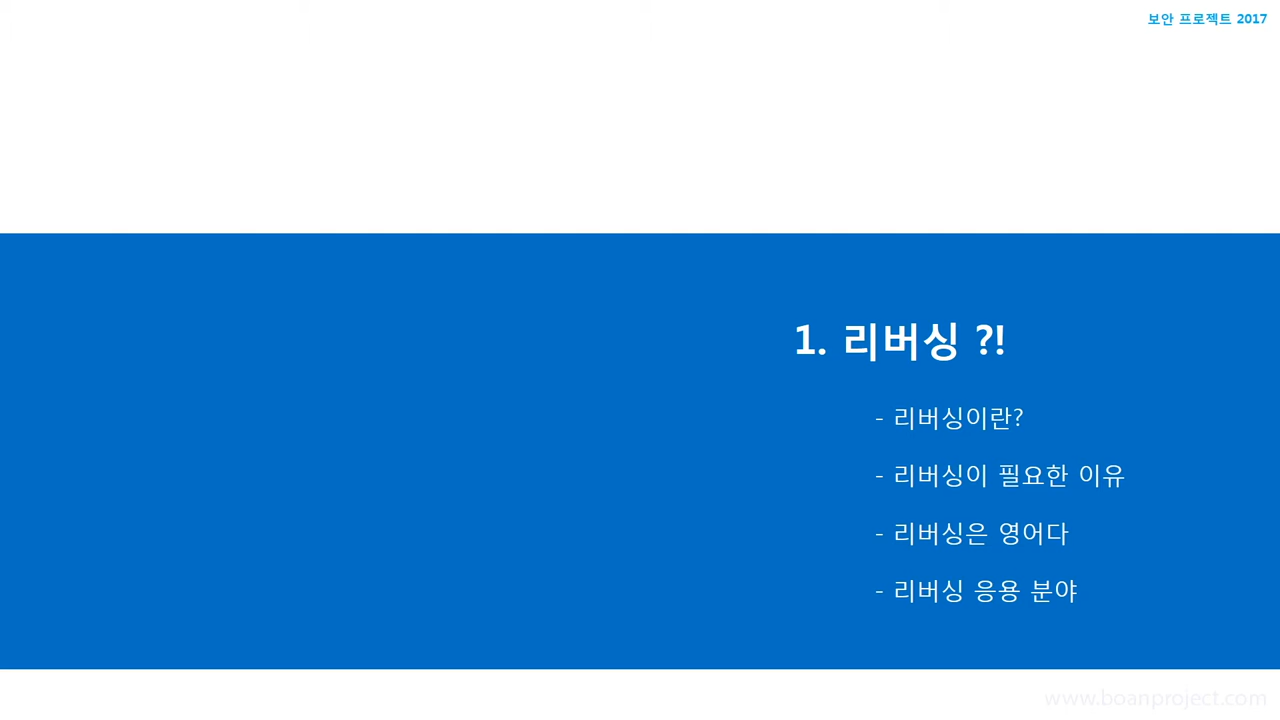 보안 프로젝트 2017
1. 리버싱 ?!
- 리버싱이란?
- 리버싱이 필요한 이유
- 리버싱은 영어다
- 리버싱 응용 분야
www.boanproject.com